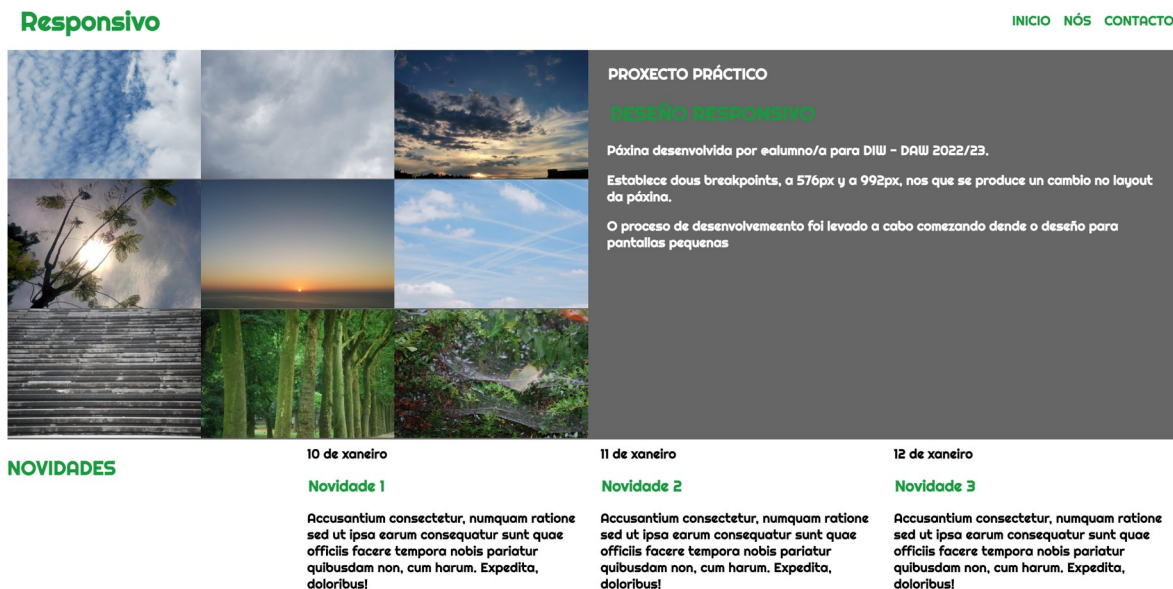 Responsivo
INICIO NÓS CONTACTO
PROXECTO PRÁCTICO
DESEÑO RESPONSIVO
Páxina desenvolvida por @alumno/a para DIW - DAW 2022/23.
Establece dous breakpoints, a 576px y a 992px, nos que se produce un cambio no layout
da páxina.
O proceso de desenvolvemeento foi levado a cabo comezando dende o deseño para
pantallas pequenas
NOVIDADES
10 de xaneiro
Novidade 1
Accusantium consectetur, numquam ratione
sed ut ipsa earum consequatur sunt quae
officiis facere tempora nobis pariatur
quibusdam non, cum harum. Expedita,
doloribus!
11 de xaneiro
Novidade 2
Accusantium consectetur, numquam ratione
sed ut ipsa earum consequatur sunt quae
officiis facere tempora nobis pariatur
quibusdam non, cum harum. Expedita,
doloribus!
12 de xaneiro
Novidade 3
Accusantium consectetur, numquam ratione
sed ut ipsa earum consequatur sunt quae
officiis facere tempora nobis pariatur
quibusdam non, cum harum. Expedita,
doloribus!